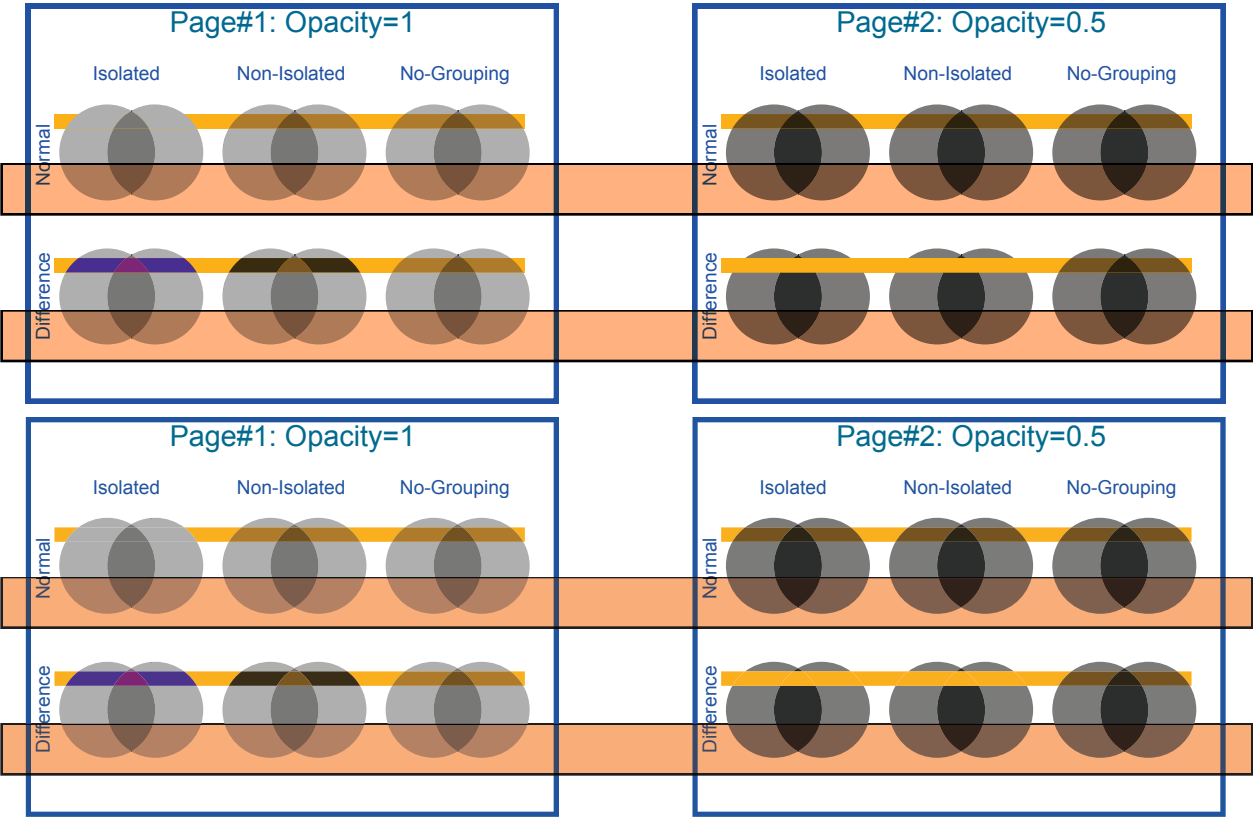 Page#1: Opacity=1
Isolated Non-Isolated No-Grouping
Normal
Difference
Page#2: Opacity=0.5
Isolated Non-Isolated No-Grouping
Normal
Difference
Page#1: Opacity=1
Isolated Non-Isolated No-Grouping
Normal
Difference
Page#2: Opacity=0.5
Isolated Non-Isolated No-Grouping
Normal
Difference